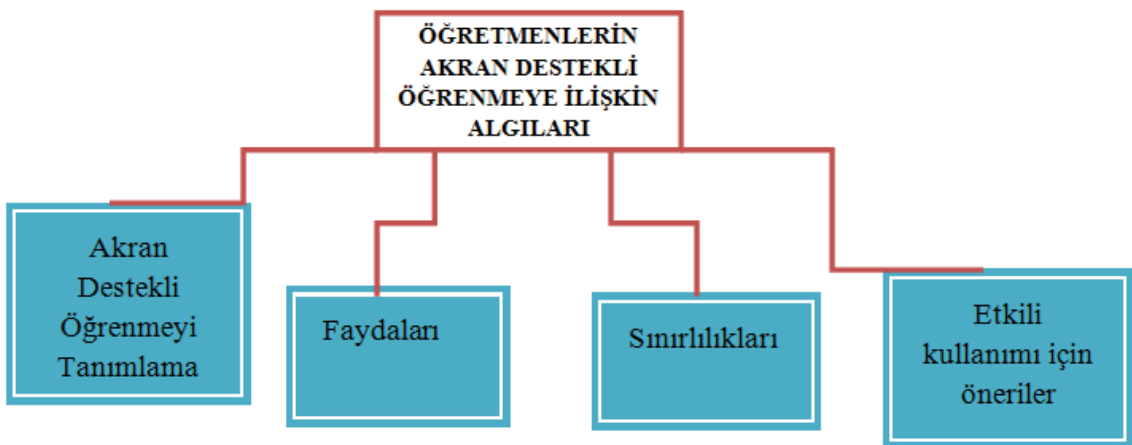 ÖĞRETMENLERİN
AKRAN DESTEKLİ
ÖĞRENMEYE İLİŞKİN
ALGILARI
Akran
Destekli
Öğrenmeyi
Tanımlama
Faydaları
Sınırlılıkları
Etkili
kullanımı için
öneriler